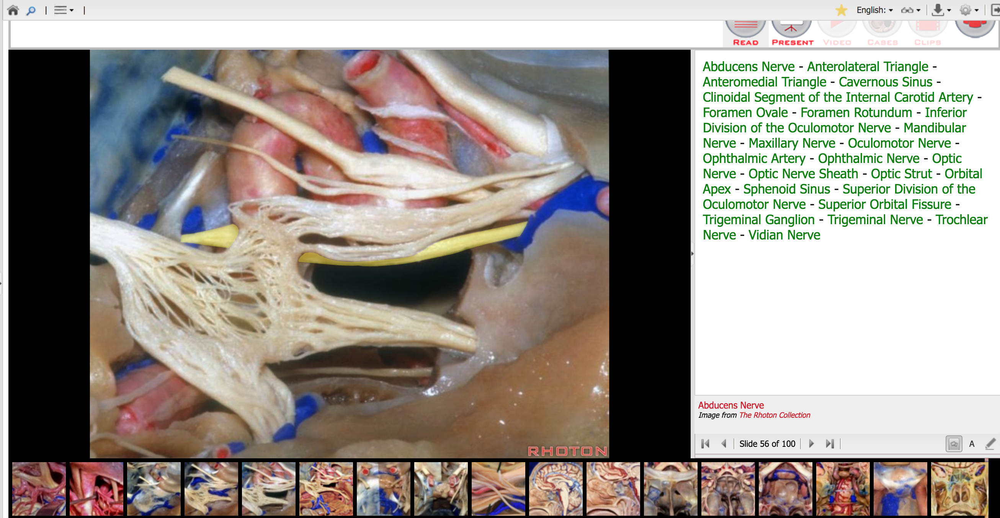 English:
READ PRESENT VIDEO CASES CLIPS
Abducens Nerve - Anterolateral Triangle -
Anteromedial Triangle - Cavernous Sinus -
Clinoidal Segment of the Internal Carotid Artery -
Foramen Ovale - Foramen Rotundum - Inferior
Division of the Oculomotor Nerve - Mandibular
Nerve - Maxillary Nerve - Oculomotor Nerve -
Ophthalmic Artery - Ophthalmic Nerve - Optic
Nerve - Optic Nerve Sheath - Optic Strut - Orbital
Apex - Sphenoid Sinus - Superior Division of the
Oculomotor Nerve - Superior Orbital Fissure -
Trigeminal Ganglion - Trigeminal Nerve - Trochlear
Nerve - Vidian Nerve
Abducens Nerve
Image from The Rhoton Collection
Slide 56 of 100
A
RHOTON